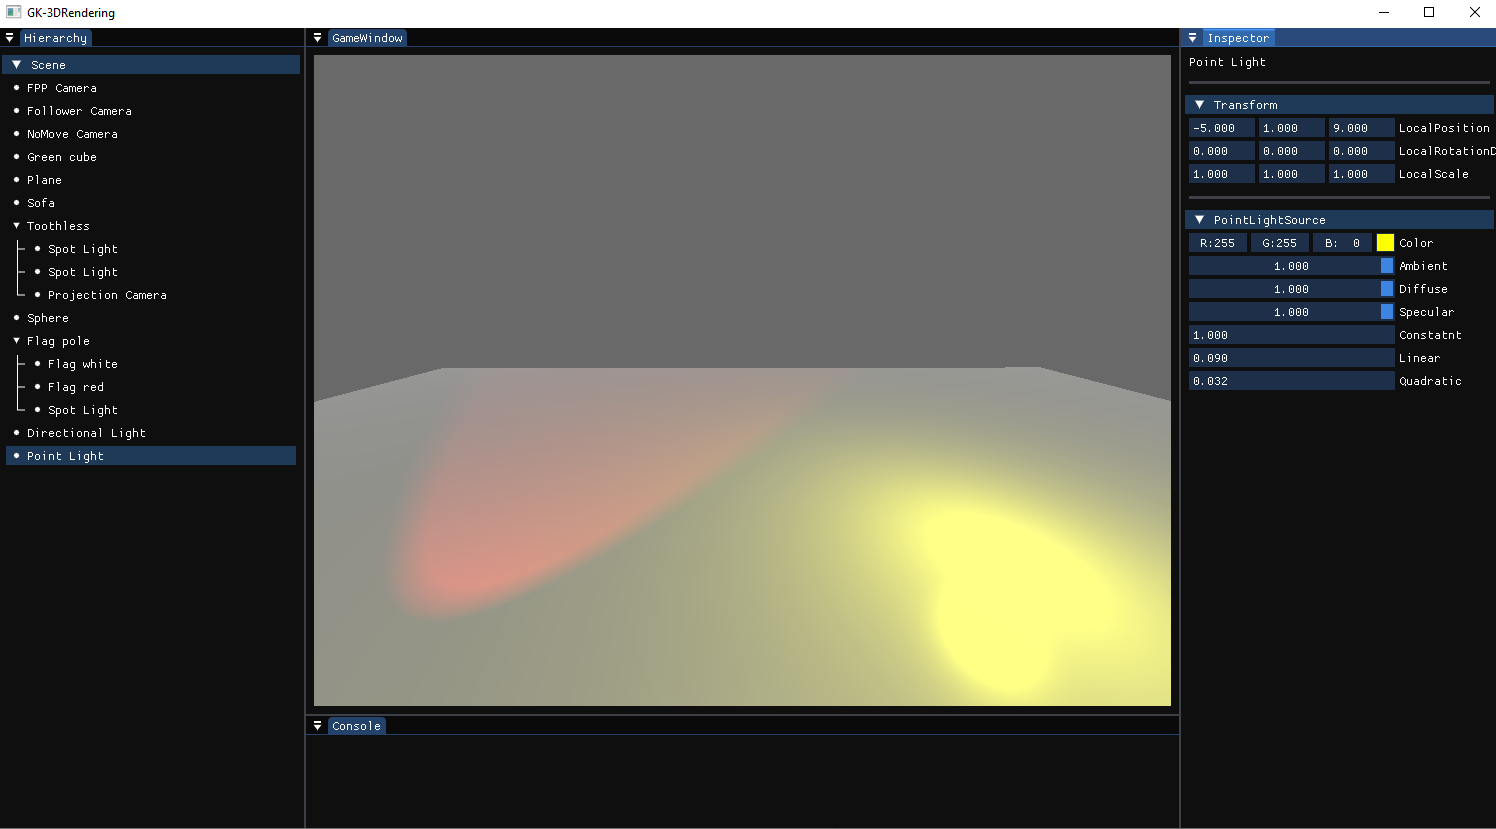 GK-3DRendering
Hierarchy
Scene
FPP Camera
Follower Camera
NoMove Camera
Green cube
Plane
Sofa
Toothless
Spot Light
Spot Light
Projection Camera
Sphere
Flag pole
Flag white
Flag red
Spot Light
Directional Light
Point Light
GameWindow
Console
Inspector
Point Light
Transform
-5.000 1.000 9.000 LocalPosition
0.000 0.000 0.000 LocalRotationD
1.000 1.000 1.000 LocalScale
PointLightSource
R:255 G:255 B: 0 Color
1.000 Ambient
1.000 Diffuse
1.000 Specular
1.000 Constatnt
0.090 Linear
0.032 Quadratic